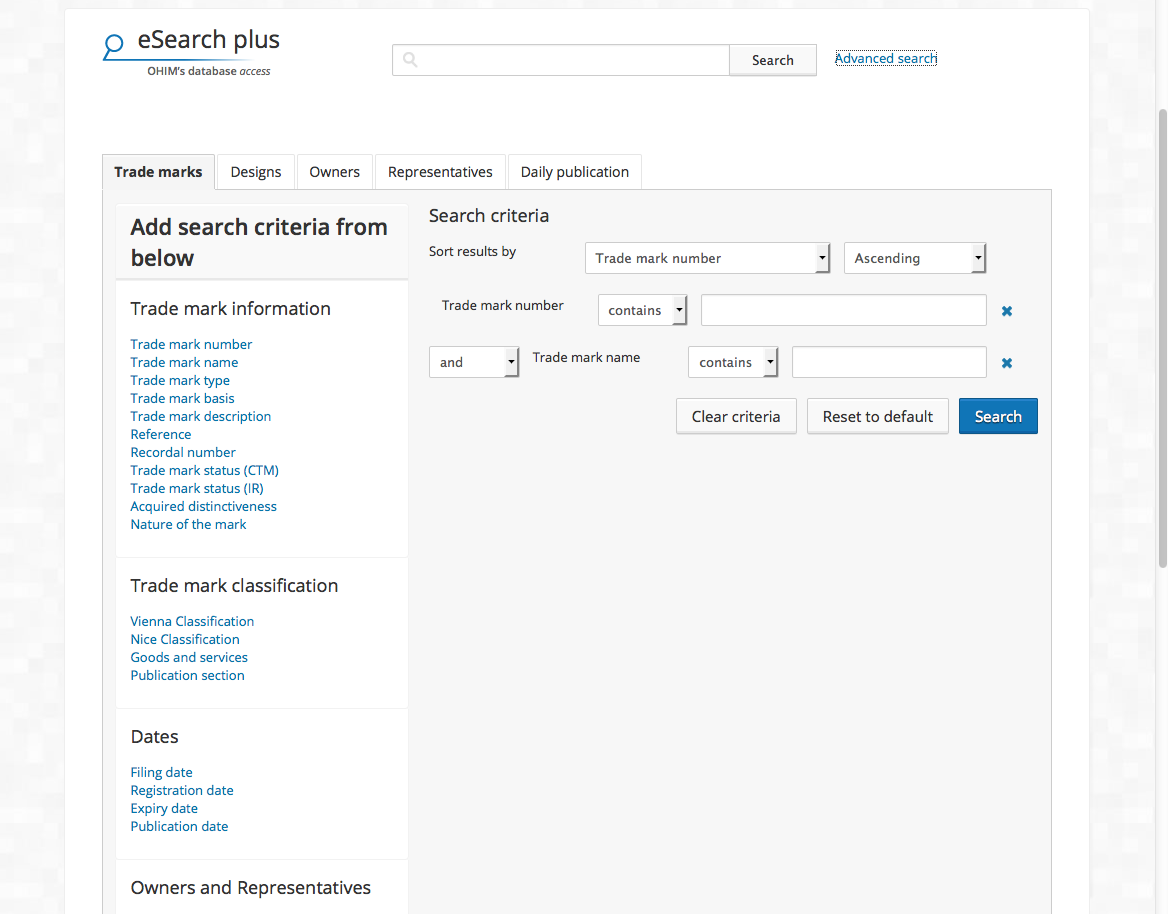 eSearch plus
OHIM's database access
Search
Advanced search
Trade marks
Designs
Owners
Representatives
Daily publication
Add search criteria from
below
Trade mark information
Trade mark number
Trade mark name
Trade mark type
Trade mark basis
Trade mark description
Reference
Recordal number
Trade mark status (CTM)
Trade mark status (IR)
Acquired distinctiveness
Nature of the mark
Trade mark classification
Vienna Classification
Nice Classification
Goods and services
Publication section
Dates
Filing date
Registration date
Expiry date
Publication date
Owners and Representatives
Search criteria
Sort results by
Trade mark number
Ascending
Trade mark number
contains
and
Trade mark name
contains
Clear criteria
Reset to default
Search